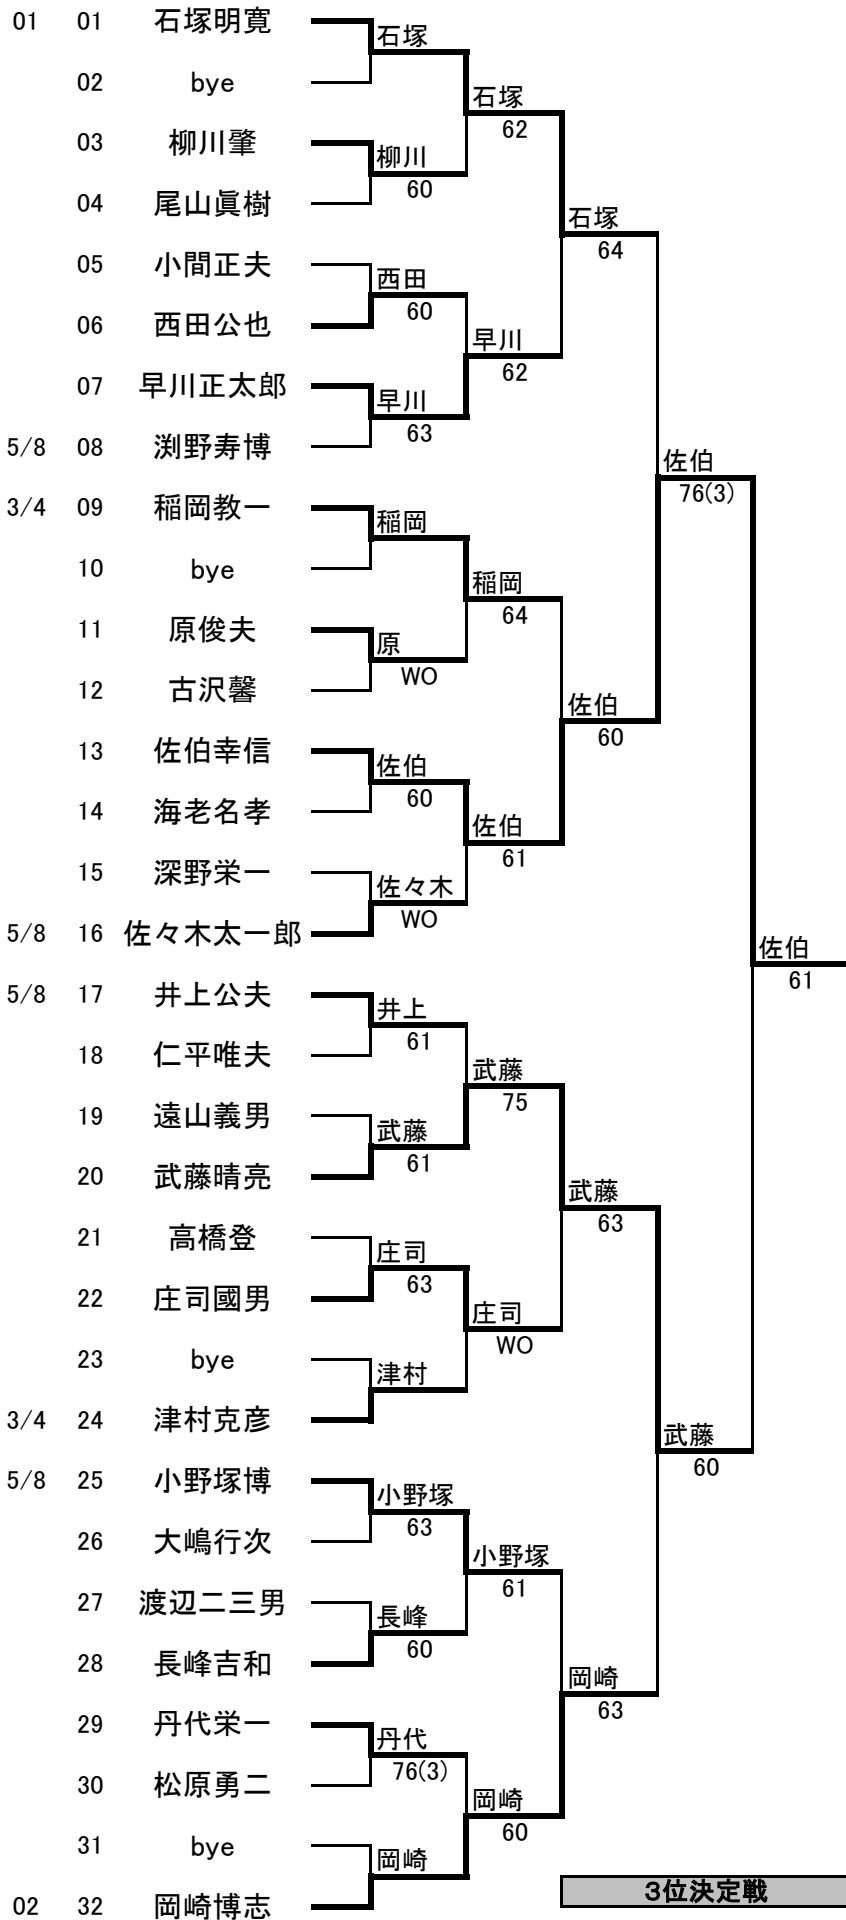 01 01 石塚明寛
石塚
02 bye
石塚
62
03 柳川肇
柳川
60
04 尾山眞樹
石塚
64
05 小間正夫
西田
60
06 西田公也
早川
62
07 早川正太郎
早川
63
5/8 08 渕野寿博
佐伯
76(3)
3/4 09 稲岡教一
稲岡
10 bye
稲岡
64
11 原俊夫
原
WO
12 古沢馨
佐伯
60
13 佐伯幸信
佐伯
60
14 海老名孝
佐伯
61
15 深野栄一
佐々木
WO
5/8 16 佐々木太一郎
佐伯
61
5/8 17 井上公夫
井上
61
18 仁平唯夫
武藤
75
19 遠山義男
武藤
61
20 武藤晴亮
武藤
63
21 高橋登
庄司
63
22 庄司國男
庄司
WO
23 bye
津村
3/4 24 津村克彦
武藤
60
5/8 25 小野塚博
小野塚
63
26 大嶋行次
小野塚
61
27 渡辺二三男
長峰
60
28 長峰吉和
岡崎
63
29 丹代栄一
丹代
76(3)
30 松原勇二
岡崎
60
31 bye
岡崎
02 32 岡崎博志
3位決定戦